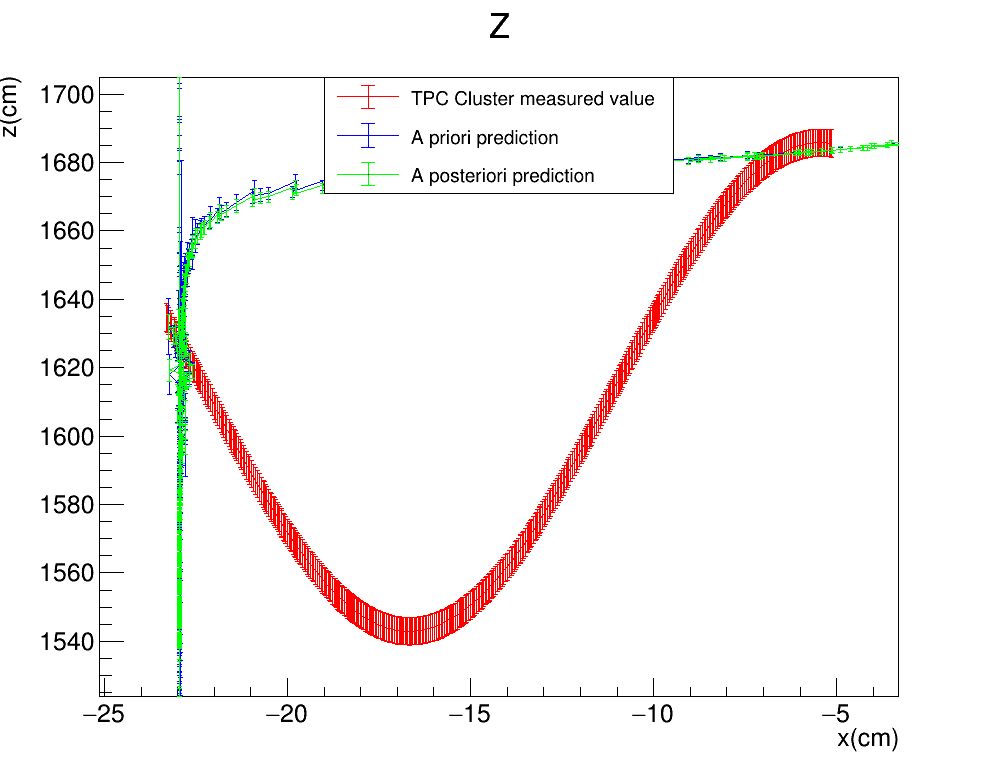 Z
z(cm)
TPC Cluster measured value
A priori prediction
A posteriori prediction
1700
1680
1660
1640
1620
1600
1580
1560
1540
−25 −20 −15 −10 −5
x(cm)